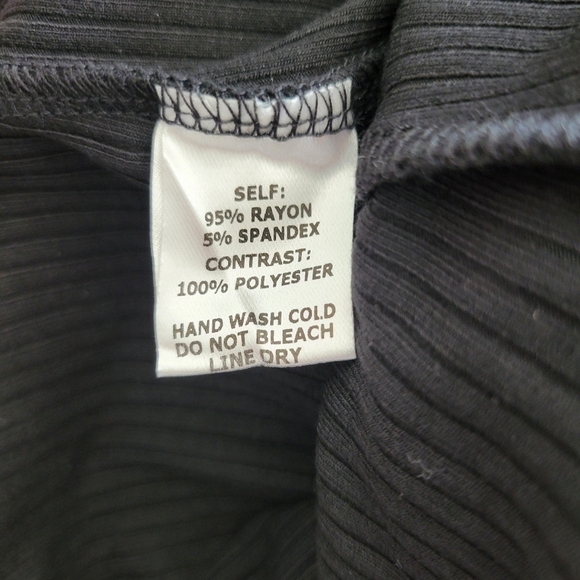 SELF:
95% RAYON
5% SPANDEX
CONTRAST:
100% POLYESTER
HAND WASH COLD
DO NOT BLEACH
LINE DRY